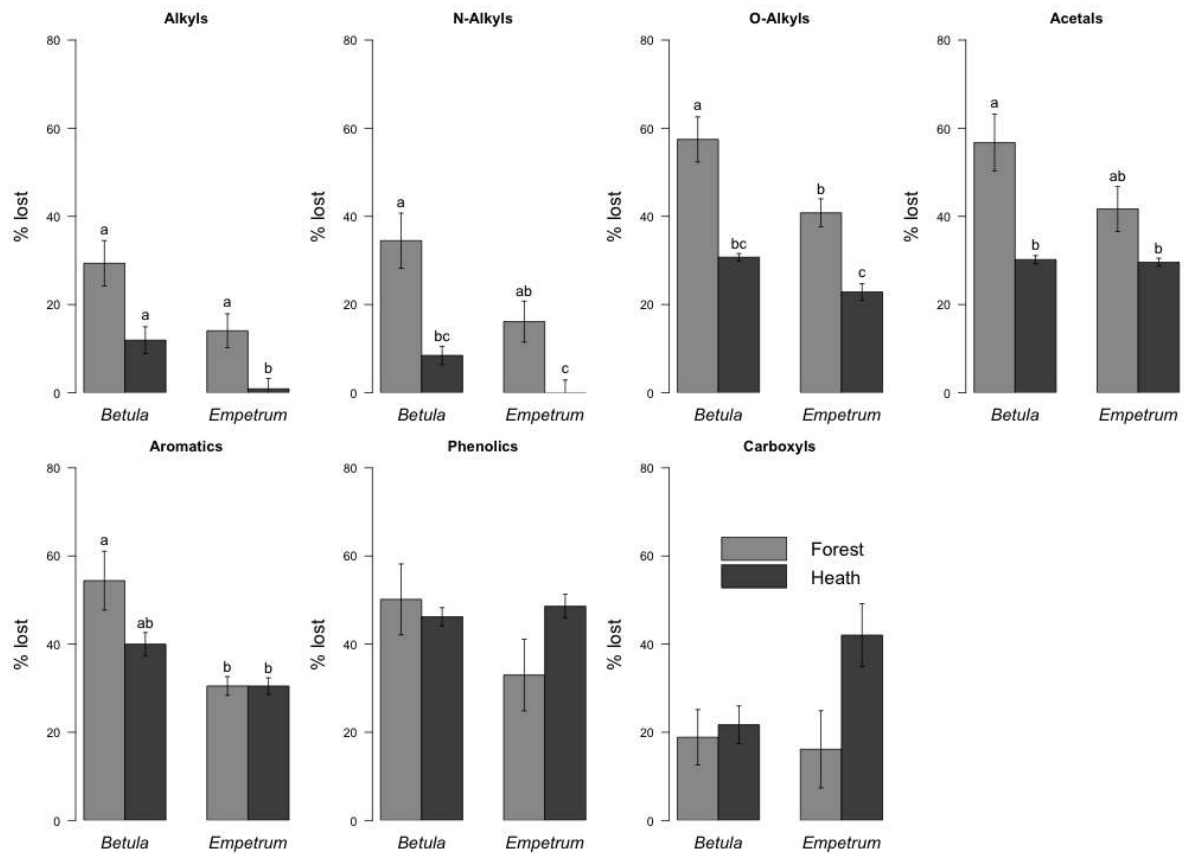 Alkyls
N-Alkyls
O-Alkyls
Acetals
80
60
40
20
0
% lost
a
a
a
b
Betula
Empetrum
80
60
40
20
0
% lost
a
bc
ab
c
Betula
Empetrum
80
60
40
20
0
% lost
a
bc
b
c
Betula
Empetrum
80
60
40
20
0
% lost
a
b
ab
b
Betula
Empetrum
Aromatics
Phenolics
Carboxyls
80
60
40
20
0
% lost
a
ab
b
b
Betula
Empetrum
80
60
40
20
0
% lost
Betula
Empetrum
80
60
40
20
0
% lost
Forest
Heath
Betula
Empetrum